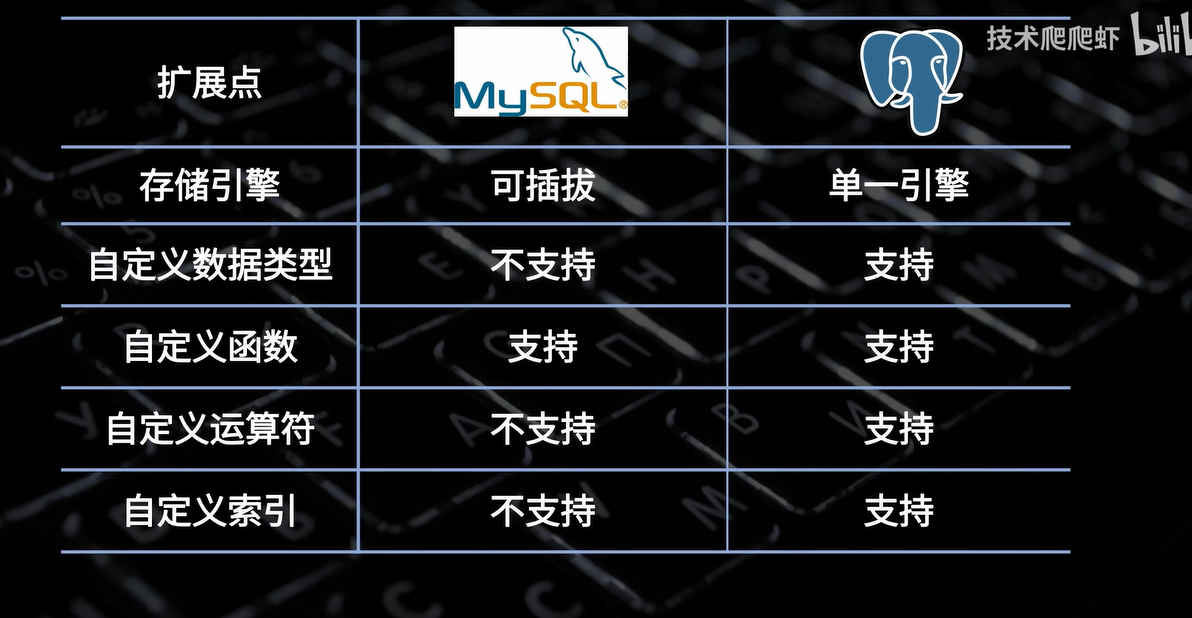 技术爬爬虾 bilib
扩展点 MySQL®
存储引擎 可插拔 单一引擎
自定义数据类型 不支持 支持
自定义函数 支持 支持
自定义运算符 不支持 支持
自定义索引 不支持 支持